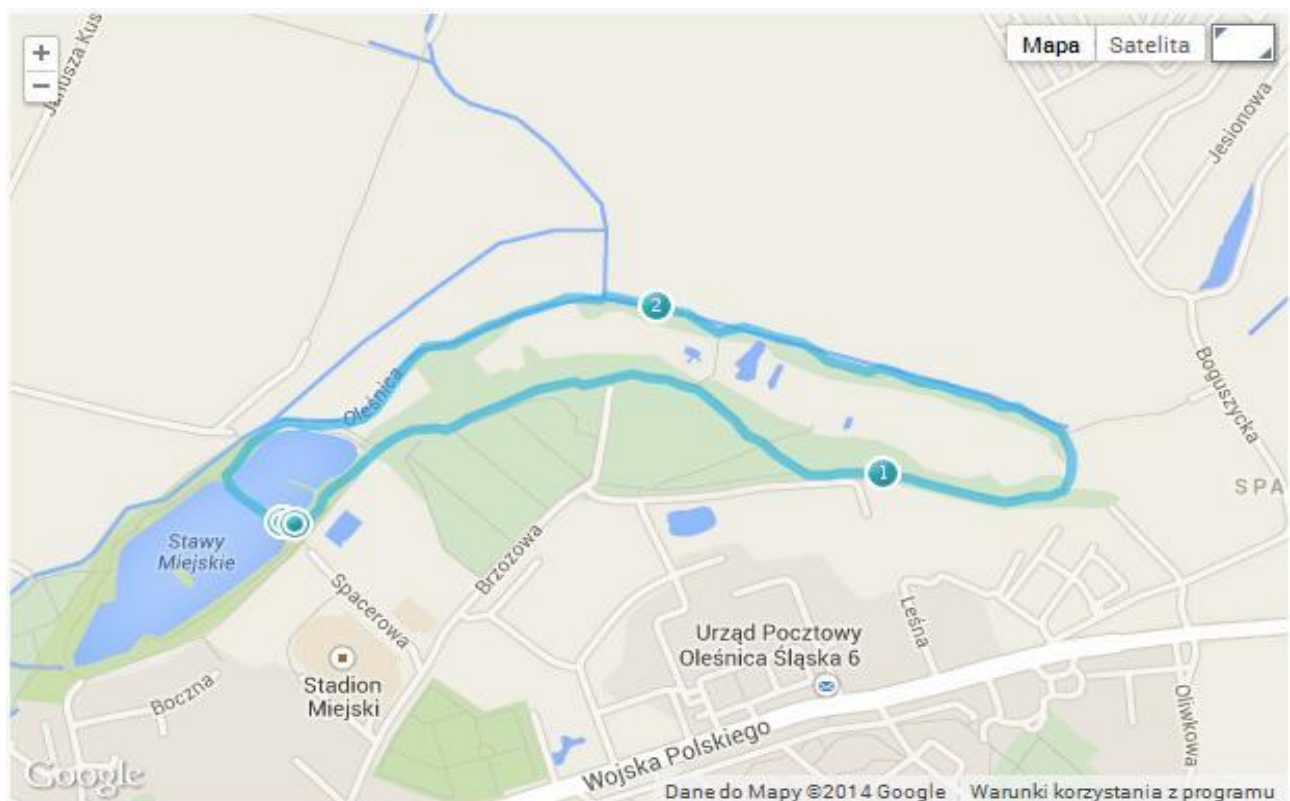 +
−
Janusza Kus
Mapa
Satelita
Jesionowa
2
Boguszycka
Oleśnica
1
SPA
Stawy
Miejskie
Spacerowa
Brzozowa
Leśna
Urząd Pocztowy
Oleśnica Śląska 6
Stadion
Miejski
Boczna
Oliwkowa
Wojska Polskiego
Google
Dane do Mapy ©2014 Google
Warunki korzystania z programu